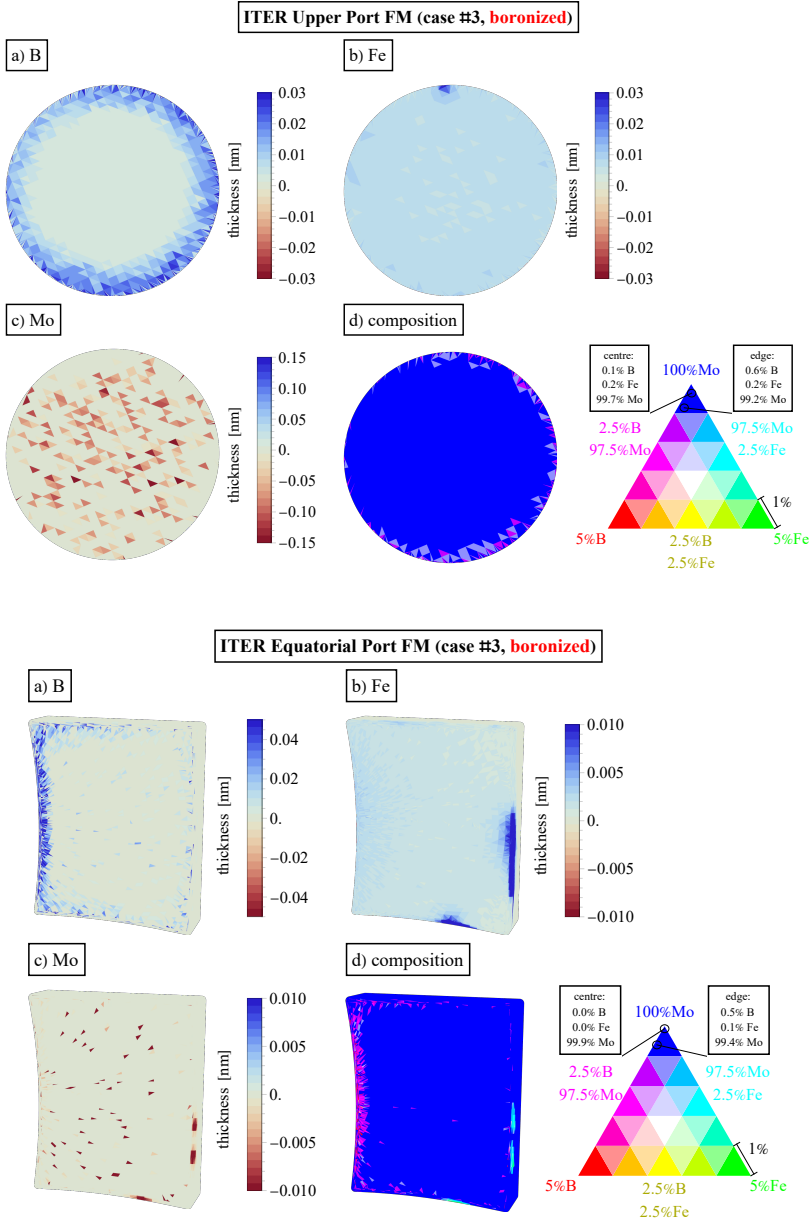 ITER Upper Port FM (case #3, boronized)
a) B
b) Fe
0.03
0.02
0.01
0.
−0.01
−0.02
−0.03
thickness [nm]
0.03
0.02
0.01
0.
−0.01
−0.02
−0.03
thickness [nm]
c) Mo
d) composition
0.15
0.10
0.05
0.
−0.05
−0.10
−0.15
thickness [nm]
centre:
0.1% B
0.2% Fe
99.7% Mo
100%Mo
edge:
0.6% B
0.2% Fe
99.2% Mo
2.5%B
97.5%Mo
97.5%Mo
2.5%Fe
1%
5%B
2.5%B
2.5%Fe
5%Fe
ITER Equatorial Port FM (case #3, boronized)
a) B
b) Fe
0.04
0.02
0.
−0.02
−0.04
thickness [nm]
0.010
0.005
0.
−0.005
−0.010
thickness [nm]
c) Mo
d) composition
0.010
0.005
0.
−0.005
−0.010
thickness [nm]
centre:
0.0% B
0.0% Fe
99.9% Mo
100%Mo
edge:
0.5% B
0.1% Fe
99.4% Mo
2.5%B
97.5%Mo
97.5%Mo
2.5%Fe
1%
5%B
2.5%B
2.5%Fe
5%Fe